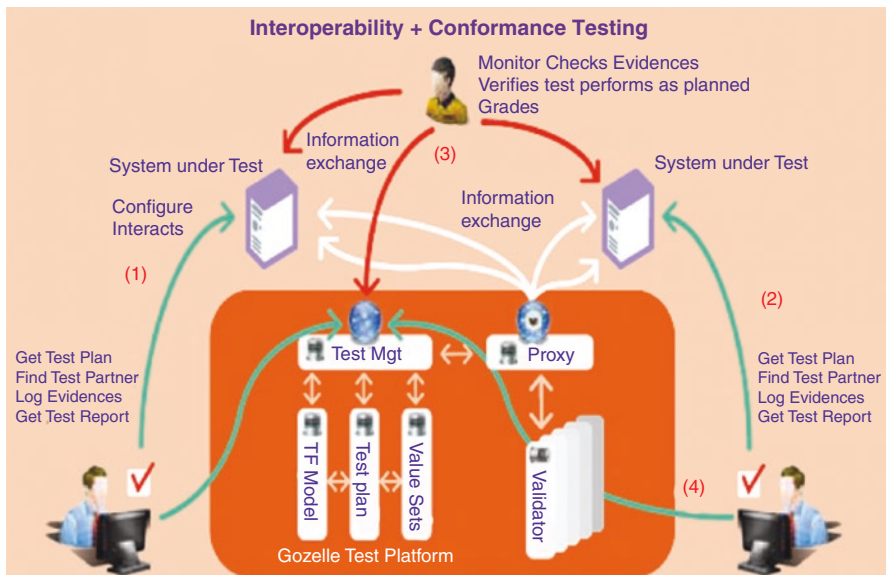 Interoperability + Conformance Testing
Monitor Checks Evidences
Verifies test performs as planned
Grades
Information
exchange
(3)
System under Test
System under Test
Configure
Interacts
Information
exchange
(1)
(2)
Get Test Plan
Find Test Partner
Log Evidences
Get Test Report
Test Mgt
Proxy
Get Test Plan
Find Test Partner
Log Evidences
Get Test Report
TF Model
Test plan
Value Sets
Validator
(4)
Gozelle Test Platform